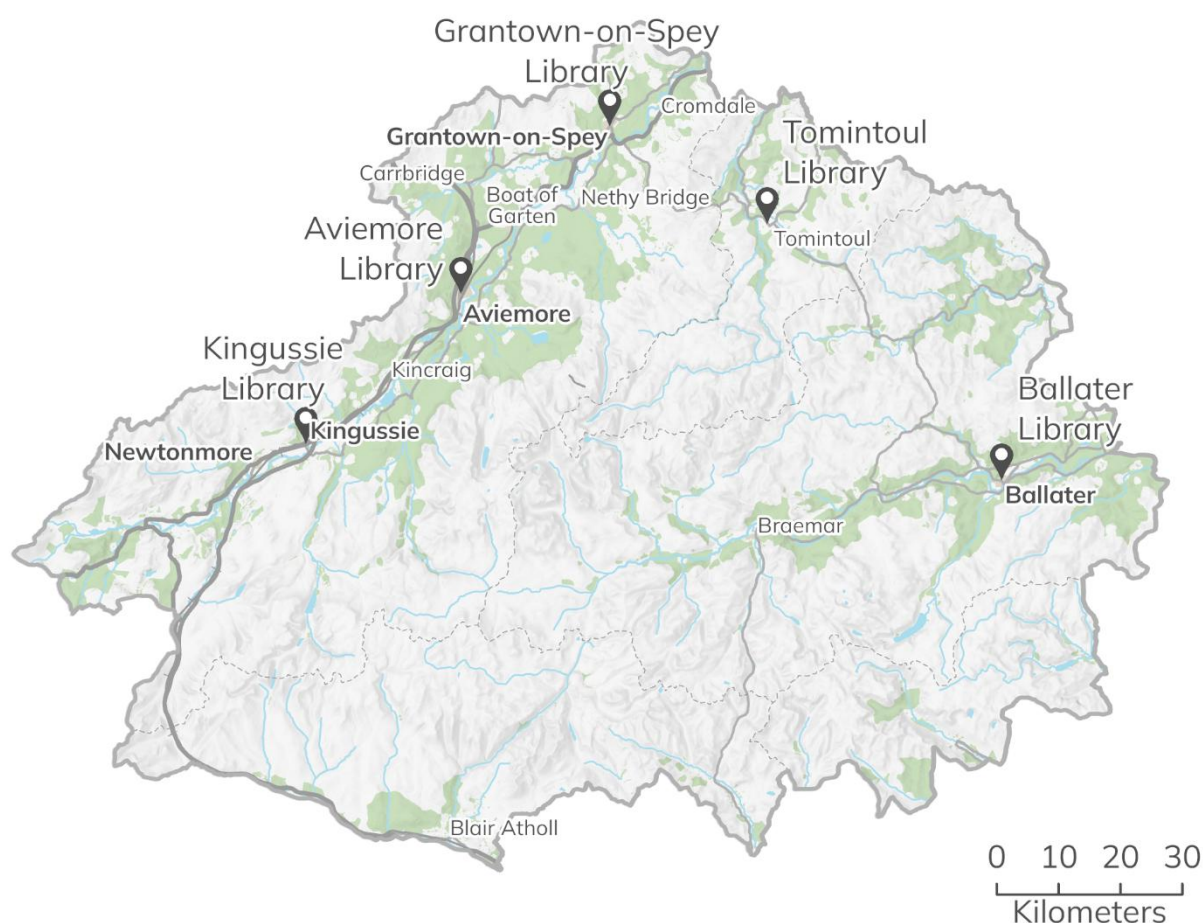 Grantown-on-Spey
Library
Cromdale
Grantown-on-Spey
Tomintoul
Library
Carrbridge
Boat of
Garten
Nethy Bridge
Aviemore
Library
Tomintoul
Aviemore
Kingussie
Library
Kincraig
Ballater
Library
Kingussie
Newtonmore
Ballater
Braemar
Blair Atholl
0 10 20 30
Kilometers